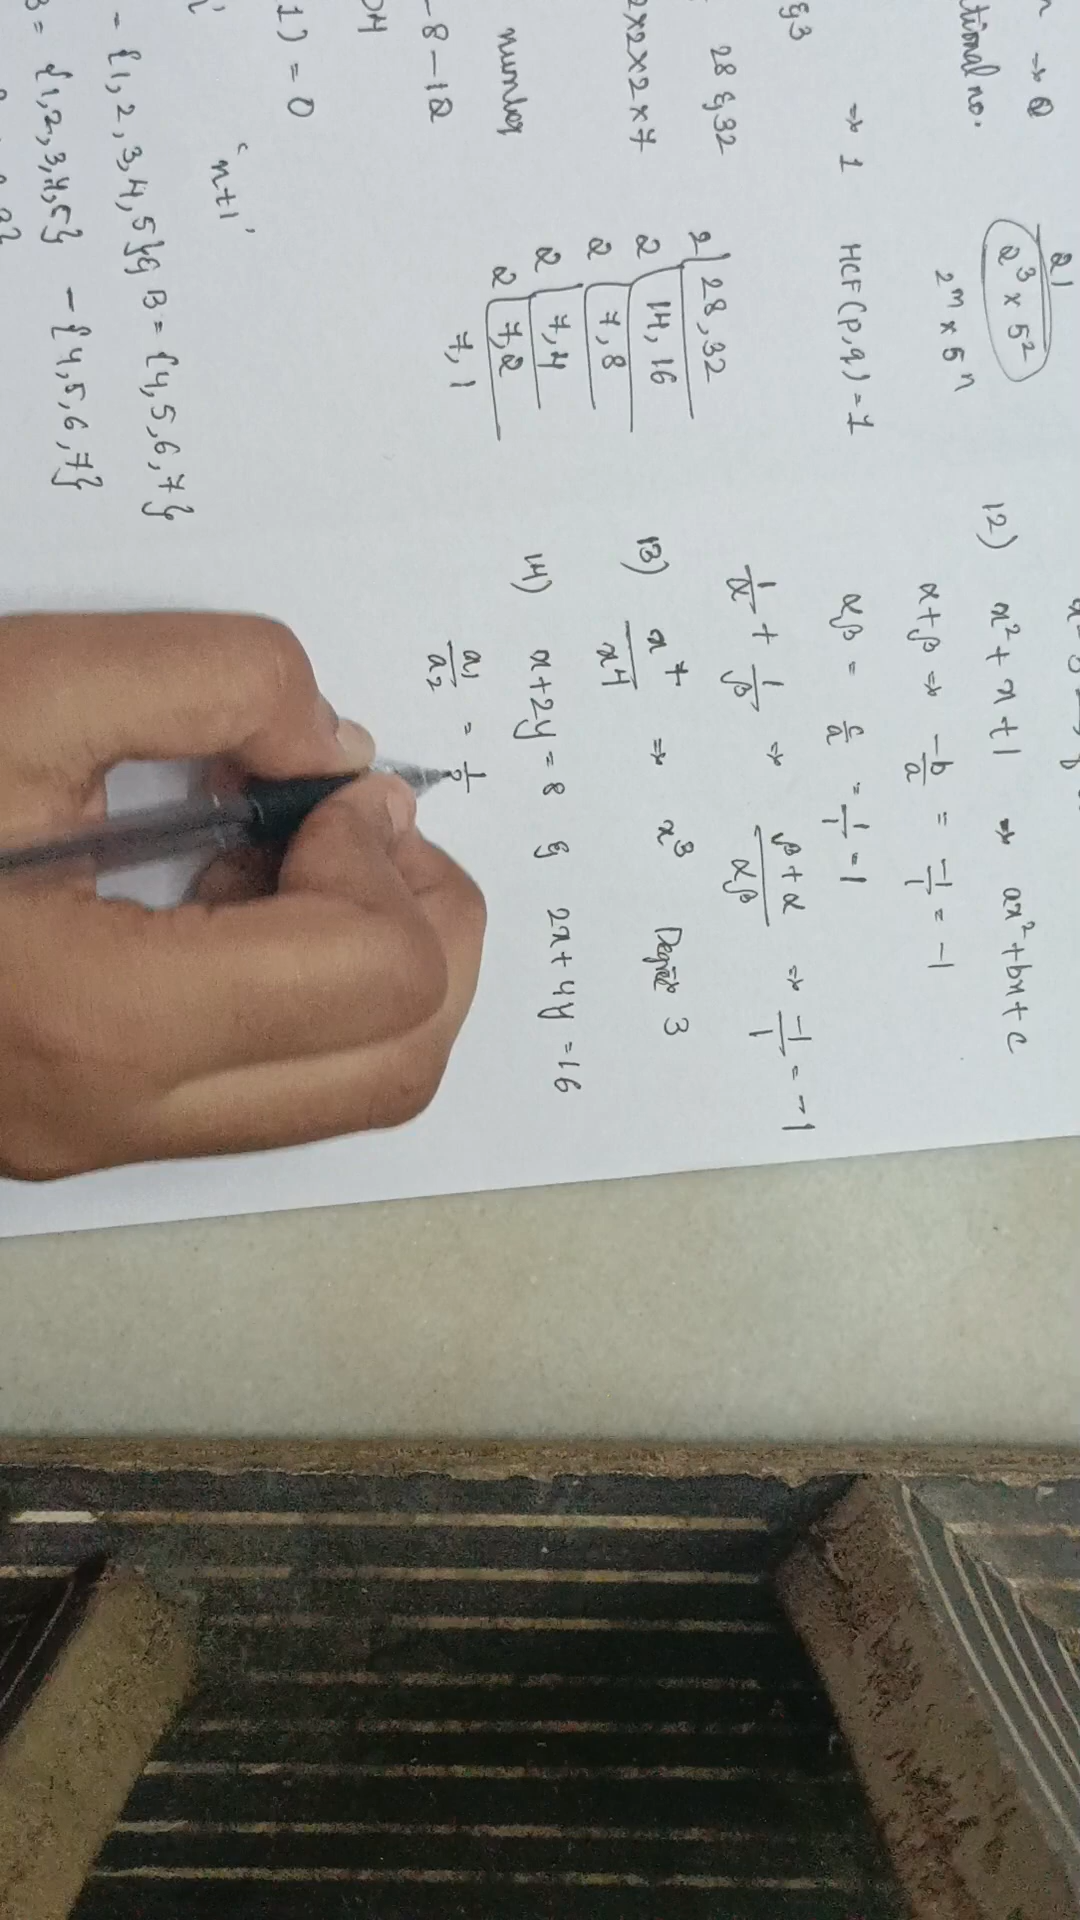 → Q
tional no.
21
2³ × 5²
2ᵐ × 5ⁿ
&3
⇒ 1 HCF(p,q) = 1
28 & 32
2×2×2×7
2 | 28, 32
2 | 14, 16
2 | 7, 8
2 | 7, 4
2 | 7, 2
7, 1
number
-8-12
1) = 0
'n+1'
- {1, 2, 3, 4, 5} & B = {4, 5, 6, 7}
B = {1, 2, 3, 4, 5} - {4, 5, 6, 7}
12) x² + x + 1 ⇒ ax² + bx + c
α+β ⇒ -b/a = -1/1 = -1
αβ = c/a = 1/1 = 1
1/α + 1/β ⇒ β+α/αβ ⇒ -1/1 = -1
13) x⁷/x⁴ ⇒ x³ Degree 3
14) x+2y = 8 & 2x+4y = 16
a₁/a₂ = 1/